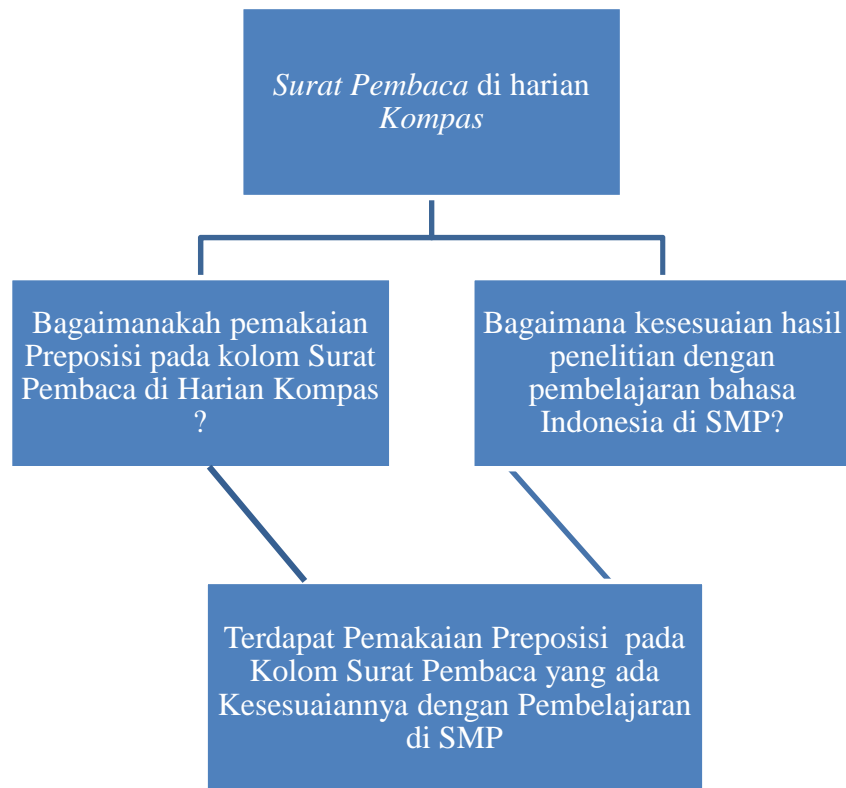 Surat Pembaca di harian
Kompas
Bagaimanakah pemakaian
Preposisi pada kolom Surat
Pembaca di Harian Kompas
?
Bagaimana kesesuaian hasil
penelitian dengan
pembelajaran bahasa
Indonesia di SMP?
Terdapat Pemakaian Preposisi pada
Kolom Surat Pembaca yang ada
Kesesuaiannya dengan Pembelajaran
di SMP